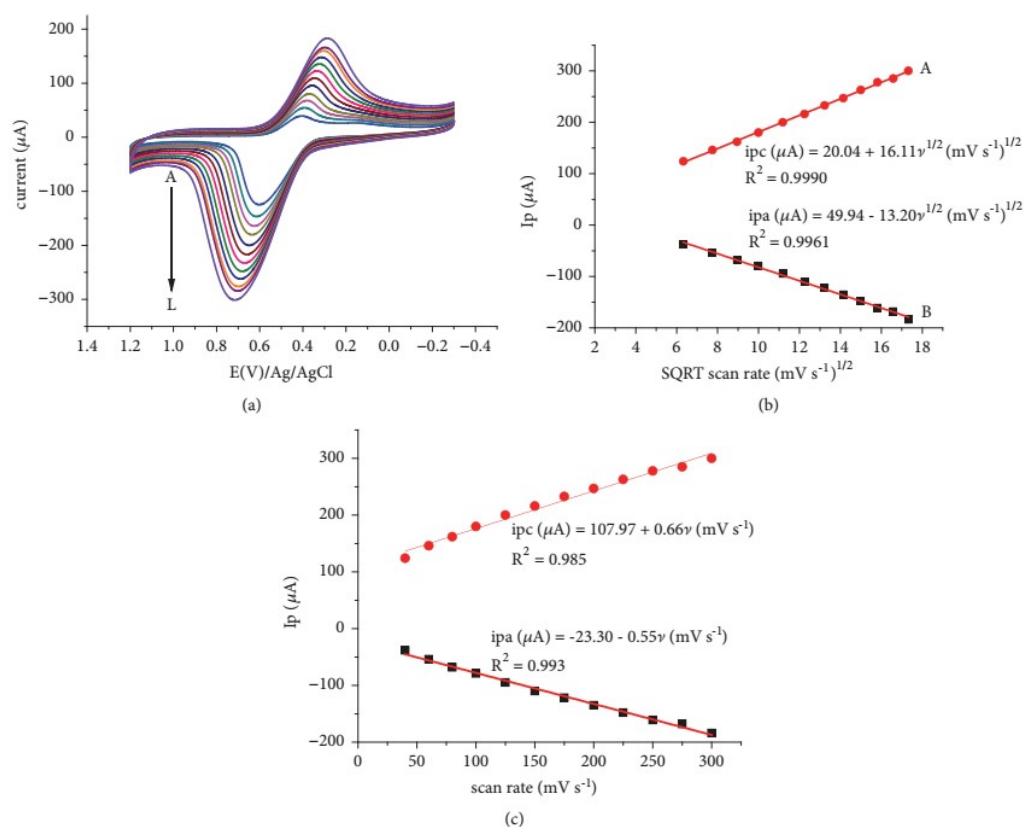 200
100
0
−100
−200
−300
current (μA)
A
L
1.4 1.2 1.0 0.8 0.6 0.4 0.2 0.0 −0.2 −0.4
E(V)/Ag/AgCl
(a)
300
200
100
0
−100
−200
Ip (μA)
A
ipc (μA) = 20.04 + 16.11ν^1/2 (mV s^-1)^1/2
R^2 = 0.9990
ipa (μA) = 49.94 - 13.20ν^1/2 (mV s^-1)^1/2
R^2 = 0.9961
B
2 4 6 8 10 12 14 16 18
SQRT scan rate (mV s^-1)^1/2
(b)
300
200
100
0
−100
−200
Ip (μA)
ipc (μA) = 107.97 + 0.66ν (mV s^-1)
R^2 = 0.985
ipa (μA) = -23.30 - 0.55ν (mV s^-1)
R^2 = 0.993
0 50 100 150 200 250 300
scan rate (mV s^-1)
(c)